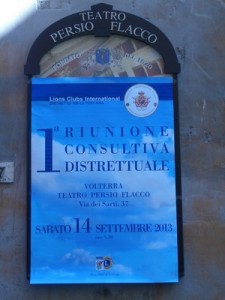 TEATRO
PERSIO FLACCO
Lions Clubs International
1ª RIUNIONE
CONSULTIVA
DISTRETTUALE
VOLTERRA
TEATRO PERSIO FLACCO
Via dei Sarti, 37
SABATO 14 SETTEMBRE 2013